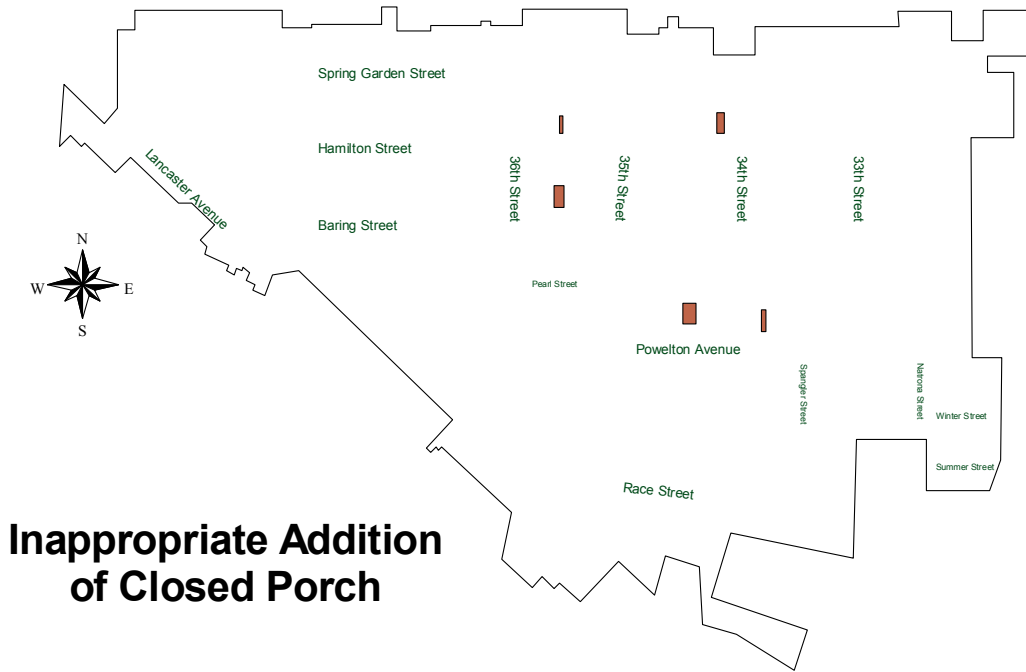 Spring Garden Street
Hamilton Street
Lancaster Avenue
36th Street
35th Street
34th Street
33th Street
Baring Street
N
W
E
S
Pearl Street
Powelton Avenue
Spangler Street
Natrona Street
Winter Street
Summer Street
Race Street
Inappropriate Addition
of Closed Porch